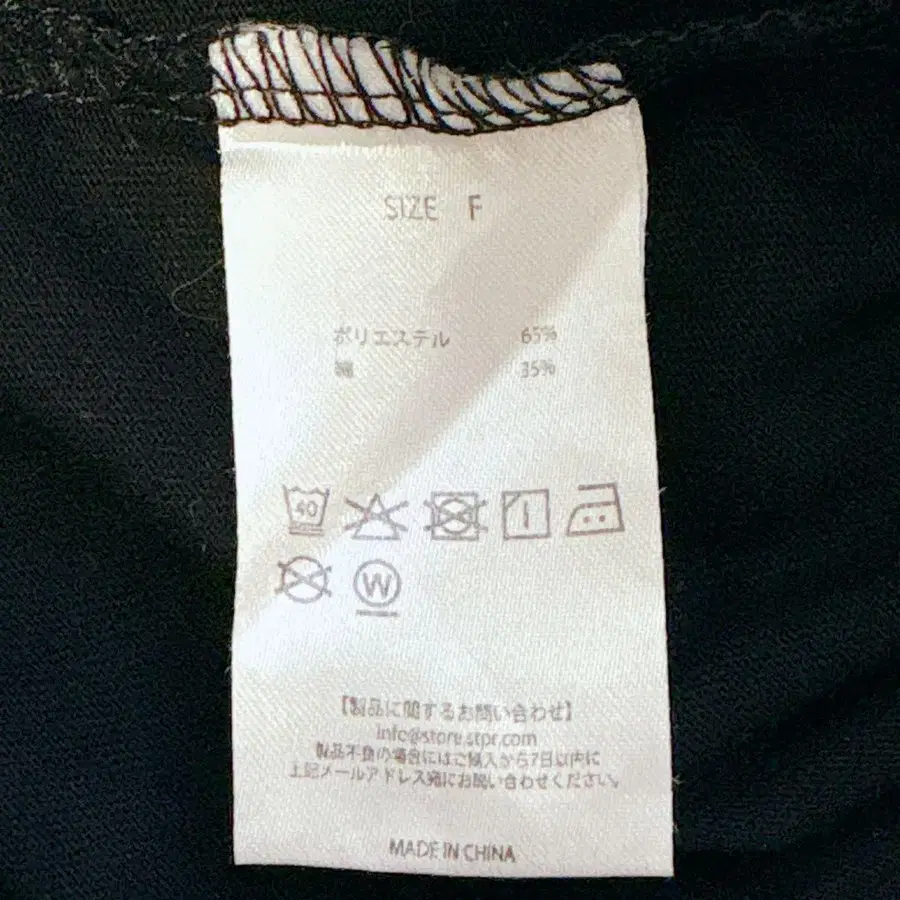 SIZE F
ポリエステル 65%
綿 35%
40
W
【製品に関するお問い合わせ】
info@store.stpr.com
製品不良の場合にはご購入から7日以内に
上記メールアドレス宛にお問い合わせください。
MADE IN CHINA